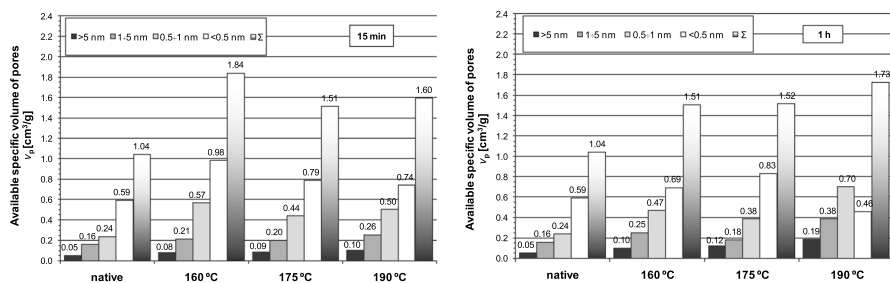 2.4
2.2
2.0
1.8
1.6
1.4
1.2
1.0
0.8
0.6
0.4
0.2
0.0
Available specific volume of pores
vp [cm³/g]
>5 nm 1-5 nm 0.5-1 nm <0.5 nm Σ
15 min
0.05 0.16 0.24 0.59 1.04
0.08 0.21 0.57 0.98 1.84
0.09 0.20 0.44 0.79 1.51
0.10 0.26 0.50 0.74 1.60
native 160 ºC 175 ºC 190 ºC
2.4
2.2
2.0
1.8
1.6
1.4
1.2
1.0
0.8
0.6
0.4
0.2
0.0
Available specific volume of pores
vp [cm³/g]
>5 nm 1-5 nm 0.5-1 nm <0.5 nm Σ
1 h
0.05 0.16 0.24 0.59 1.04
0.10 0.25 0.47 0.69 1.51
0.12 0.18 0.38 0.83 1.52
0.19 0.38 0.70 0.46 1.73
native 160 ºC 175 ºC 190 ºC